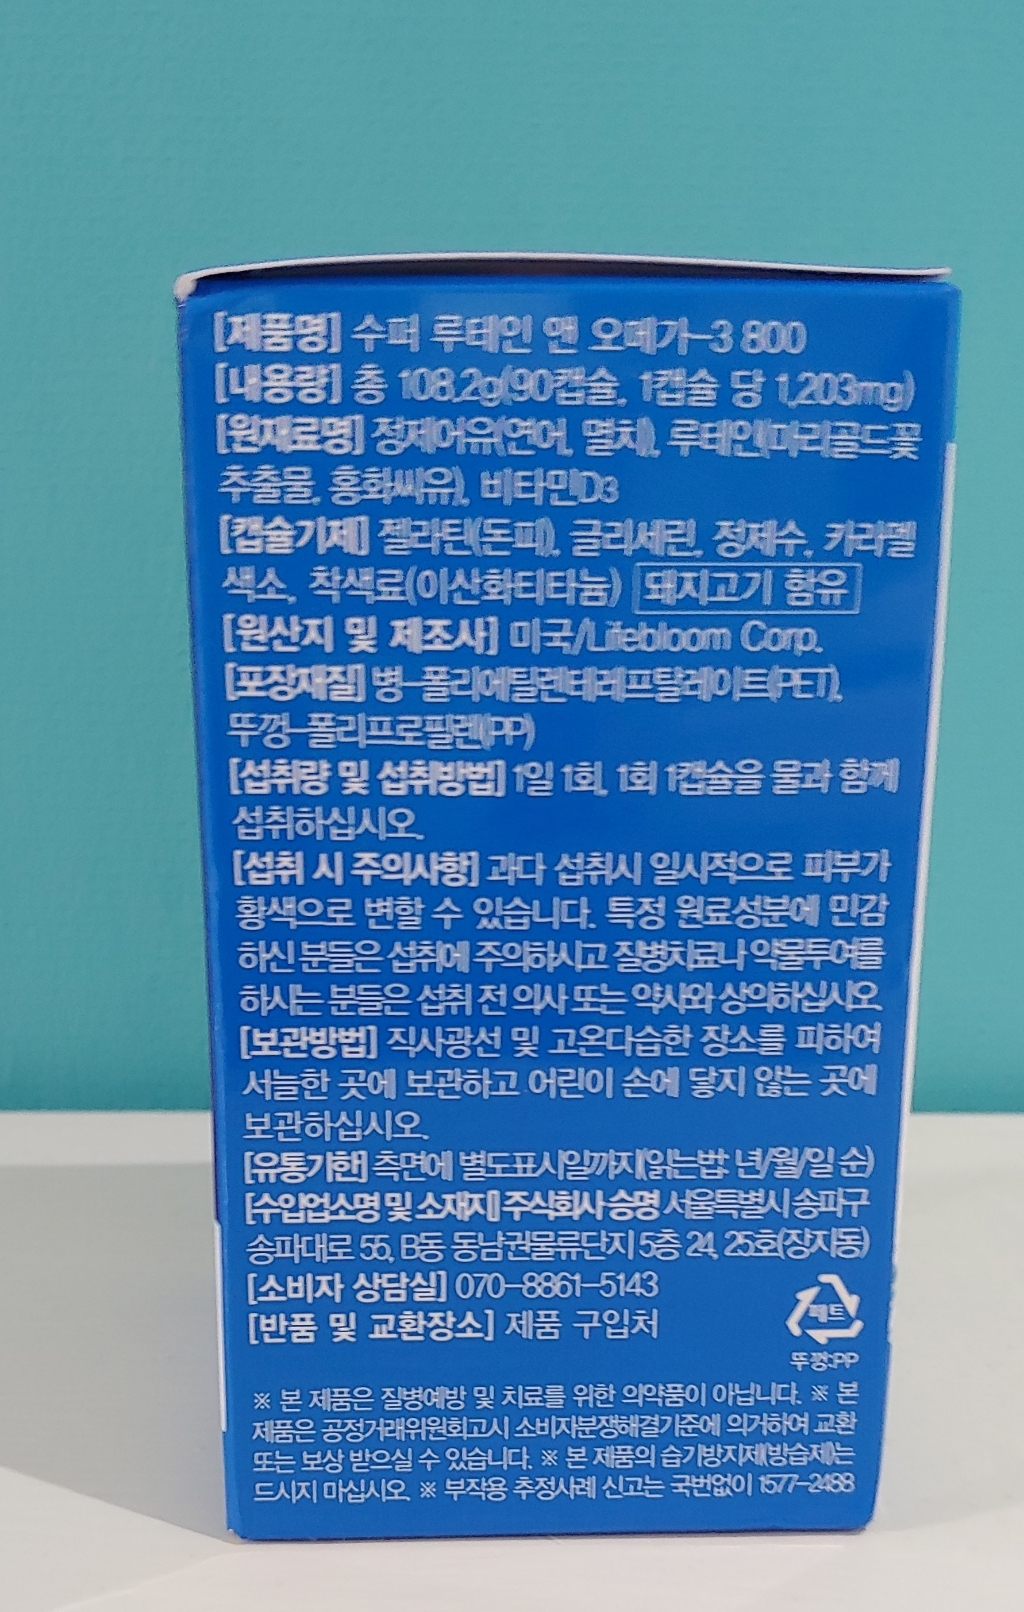 [제품명] 수퍼 루테인 앤 오메가-3 800
[내용량] 총 108.2g(90캡슐, 1캡슐 당 1,203mg)
[원재료명] 정제어유(연어, 멸치), 루테인(마리골드꽃
추출물, 홍화씨유), 비타민D3
[캡슐기제] 젤라틴(돈피), 글리세린, 정제수, 카라멜
색소, 착색료(이산화티타늄) 돼지고기 함유
[원산지 및 제조사] 미국/Lifebloom Corp.
[포장재질] 병-폴리에틸렌테레프탈레이트(PET),
뚜껑-폴리프로필렌(PP)
[섭취량 및 섭취방법] 1일 1회, 1회 1캡슐을 물과 함께
섭취하십시오.
[섭취 시 주의사항] 과다 섭취시 일시적으로 피부가
황색으로 변할 수 있습니다. 특정 원료성분에 민감
하신 분들은 섭취에 주의하시고 질병치료나 약물투여를
하시는 분들은 섭취 전 의사 또는 약사와 상의하십시오.
[보관방법] 직사광선 및 고온다습한 장소를 피하여
서늘한 곳에 보관하고 어린이 손에 닿지 않는 곳에
보관하십시오.
[유통기한] 측면에 별도표시일까지(읽는법 년/월/일 순)
[수입업소명 및 소재지] 주식회사 승명 서울특별시 송파구
송파대로 55, B동 동남권물류단지 5층 24, 25호(장지동)
[소비자 상담실] 070-8861-5143
[반품 및 교환장소] 제품 구입처
페트
뚜껑:PP
※ 본 제품은 질병예방 및 치료를 위한 의약품이 아닙니다. ※ 본
제품은 공정거래위원회고시 소비자분쟁해결기준에 의거하여 교환
또는 보상 받으실 수 있습니다. ※ 본 제품의 습기방지제(방습제)는
드시지 마십시오. ※ 부작용 추정사례 신고는 국번없이 1577-2488